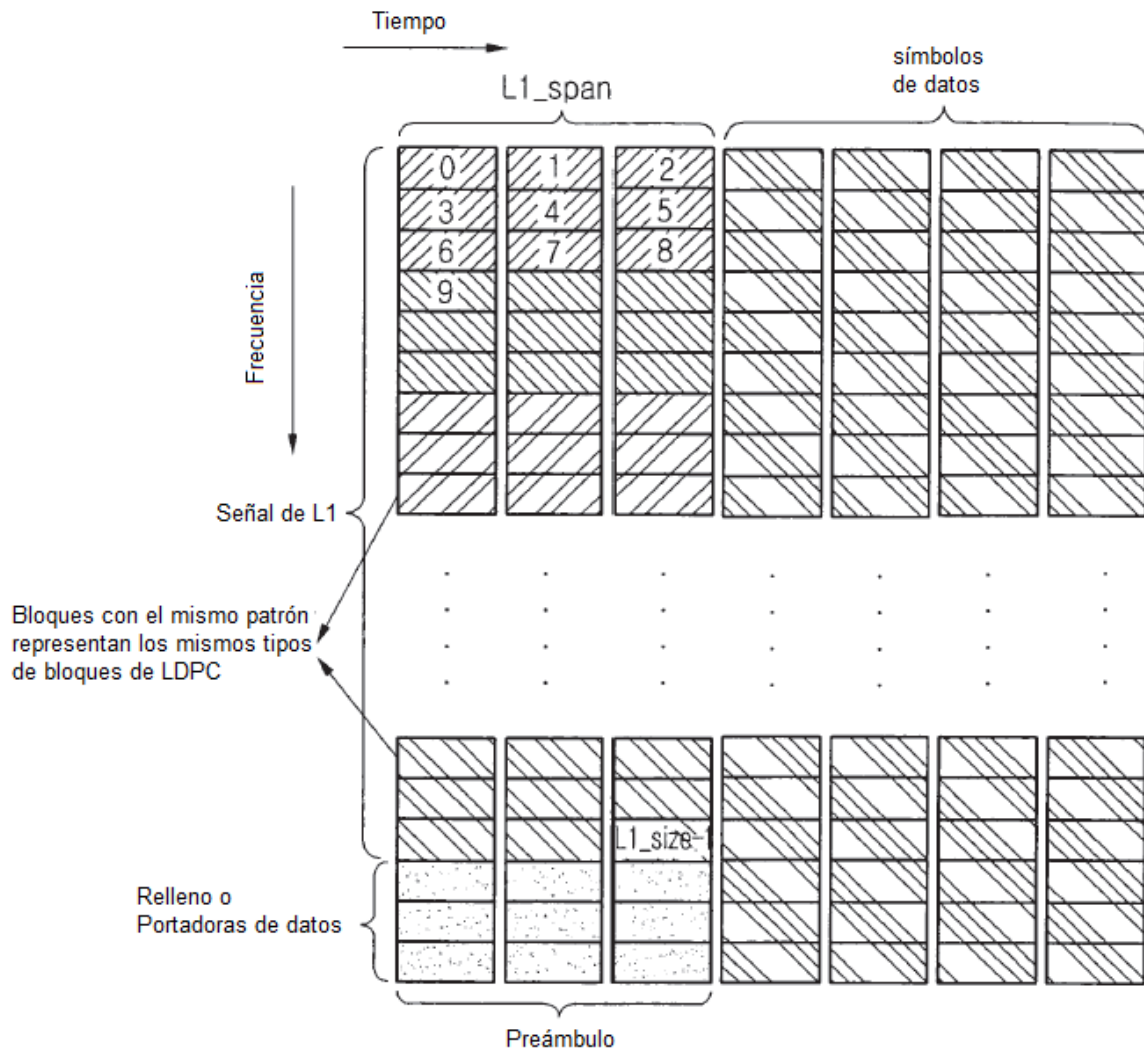 Tiempo
L1_span
símbolos
de datos
0 1 2
3 4 5
6 7 8
9
Frecuencia
Señal de L1
Bloques con el mismo patrón
representan los mismos tipos
de bloques de LDPC
L1_size-1
Relleno o
Portadoras de datos
Preámbulo